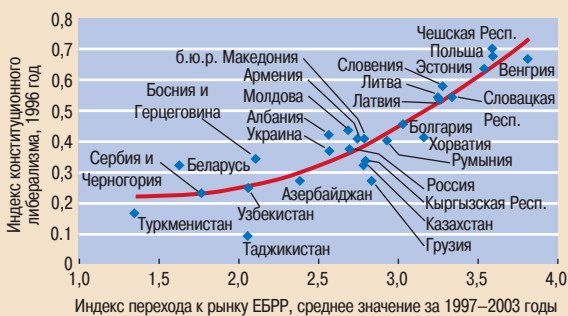 Индекс конституционного
либерализма, 1996 год
0,8
0,7
0,6
0,5
0,4
0,3
0,2
0,1
0
Чешская Респ.
Польша
Эстония
Венгрия
б.ю.р. Македония
Словения
Армения
Литва
Словацкая
Респ.
Молдова
Латвия
Босния и
Герцеговина
Албания
Болгария
Украина
Хорватия
Румыния
Сербия и
Черногория
Беларусь
Россия
Азербайджан
Кыргызская Респ.
Узбекистан
Казахстан
Туркменистан
Грузия
Таджикистан
1,0
1,5
2,0
2,5
3,0
3,5
4,0
Индекс перехода к рынку ЕБРР, среднее значение за 1997–2003 годы